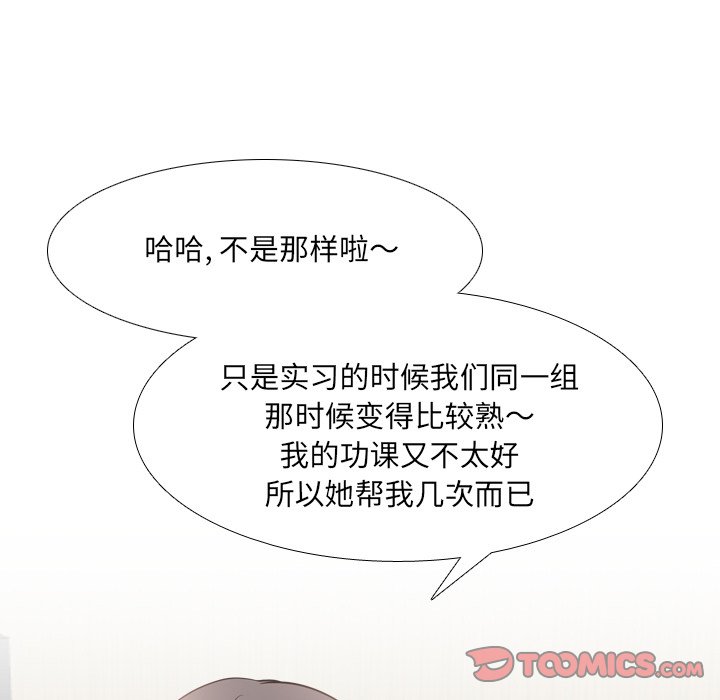 哈哈, 不是那样啦～
只是实习的时候我们同一组
那时候变得比较熟～
我的功课又不太好
所以她帮我几次而已
TOOMICS.COM